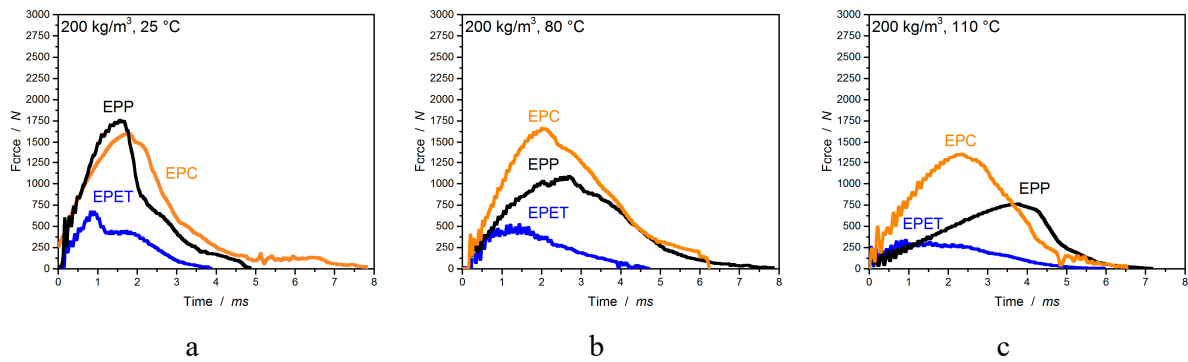 200 kg/m³, 25 °C
3000
2750
2500
2250
2000
1750
1500
1250
1000
750
500
250
0
Force / N
EPP
EPC
EPET
0 1 2 3 4 5 6 7 8
Time / ms
a
200 kg/m³, 80 °C
3000
2750
2500
2250
2000
1750
1500
1250
1000
750
500
250
0
Force / N
EPC
EPP
EPET
0 1 2 3 4 5 6 7 8
Time / ms
b
200 kg/m³, 110 °C
3000
2750
2500
2250
2000
1750
1500
1250
1000
750
500
250
0
Force / N
EPC
EPP
EPET
0 1 2 3 4 5 6 7 8
Time / ms
c